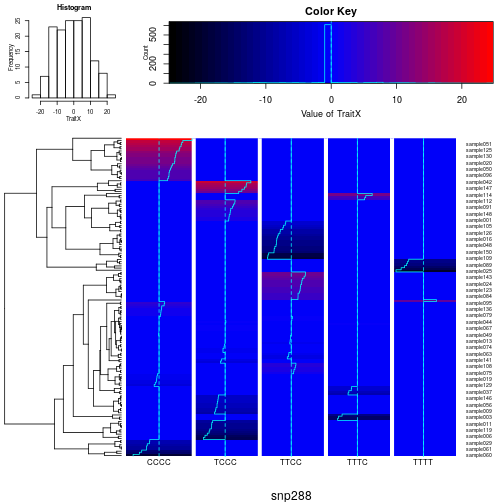 Histogram
Frequency
0 5 10 15 20 25
-20 -10 0 10 20
TraitX
Color Key
Count
0 200 500
-20 -10 0 10 20
Value of TraitX
sample051
sample125
sample130
sample020
sample050
sample096
sample042
sample147
sample114
sample112
sample091
sample148
sample001
sample105
sample126
sample016
sample048
sample150
sample109
sample089
sample025
sample143
sample024
sample123
sample084
sample095
sample136
sample079
sample044
sample067
sample049
sample013
sample074
sample063
sample141
sample108
sample075
sample019
sample129
sample037
sample146
sample056
sample009
sample003
sample011
sample119
sample006
sample029
sample061
sample060
CCCC TCCC TTCC TTTC TTTT
snp288